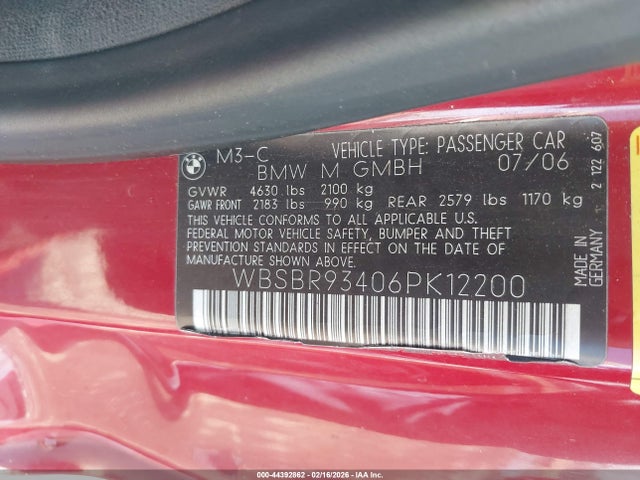 M3-C VEHICLE TYPE: PASSENGER CAR
BMW M GMBH 07/06
GVWR 4630 lbs 2100 kg
GAWR FRONT 2183 lbs 990 kg REAR 2579 lbs 1170 kg
THIS VEHICLE CONFORMS TO ALL APPLICABLE U.S.
FEDERAL MOTOR VEHICLE SAFETY, BUMPER AND THEFT
PREVENTION STANDARDS IN EFFECT ON THE DATE OF
MANUFACTURE SHOWN ABOVE.
WBSBR93406PK12200
MADE IN
GERMANY
2 122 607
000-44392862 - 02/16/2026 - IAAI.COM